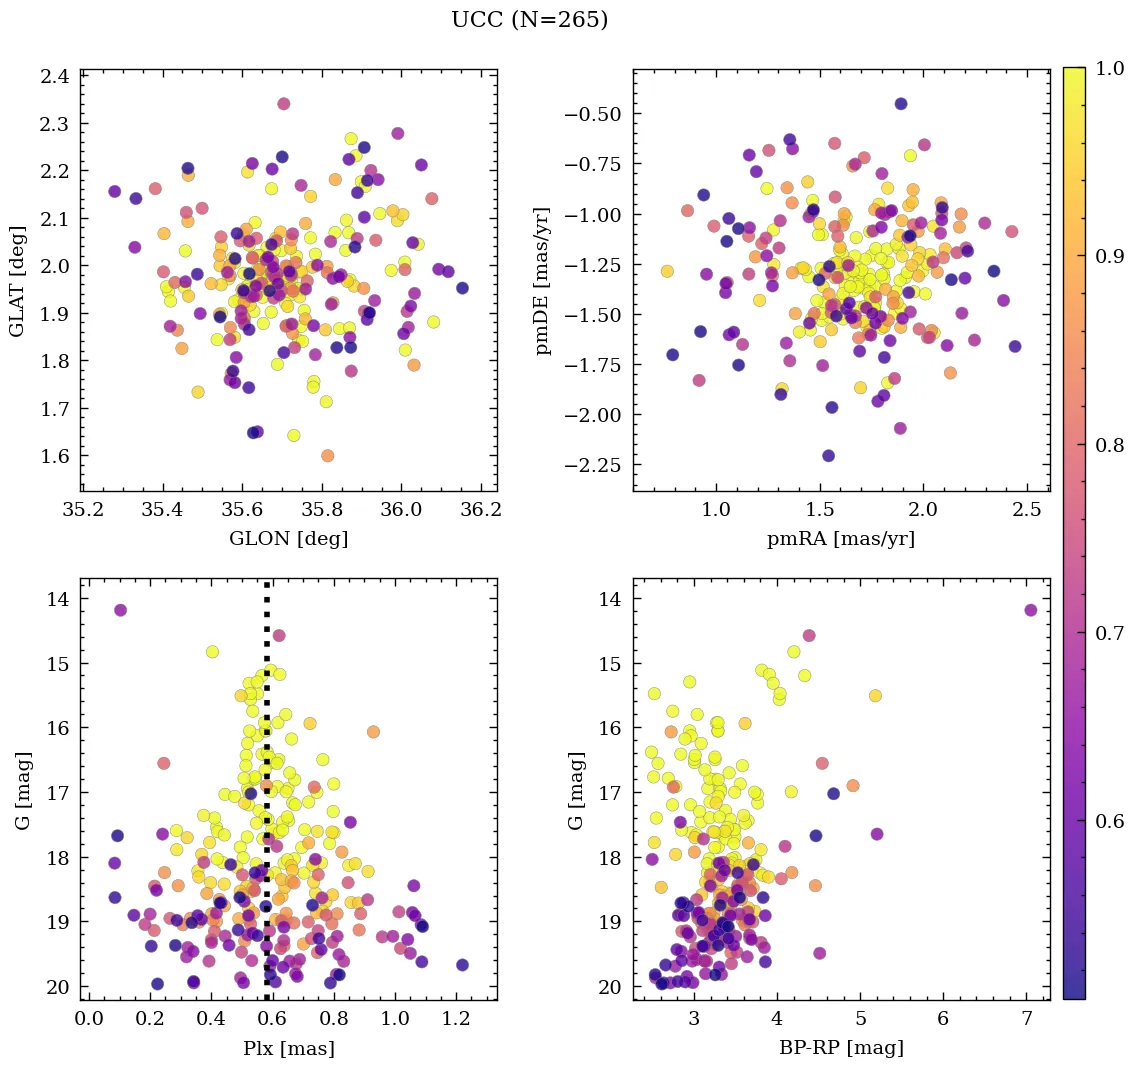 UCC (N=265)
2.4
2.3
2.2
2.1
2.0
1.9
1.8
1.7
1.6
GLAT [deg]
35.2 35.4 35.6 35.8 36.0 36.2
GLON [deg]
−0.50
−0.75
−1.00
−1.25
−1.50
−1.75
−2.00
−2.25
pmDE [mas/yr]
1.0 1.5 2.0 2.5
pmRA [mas/yr]
14
15
16
17
18
19
20
G [mag]
0.0 0.2 0.4 0.6 0.8 1.0 1.2
Plx [mas]
14
15
16
17
18
19
20
G [mag]
3 4 5 6 7
BP-RP [mag]
1.0
0.9
0.8
0.7
0.6